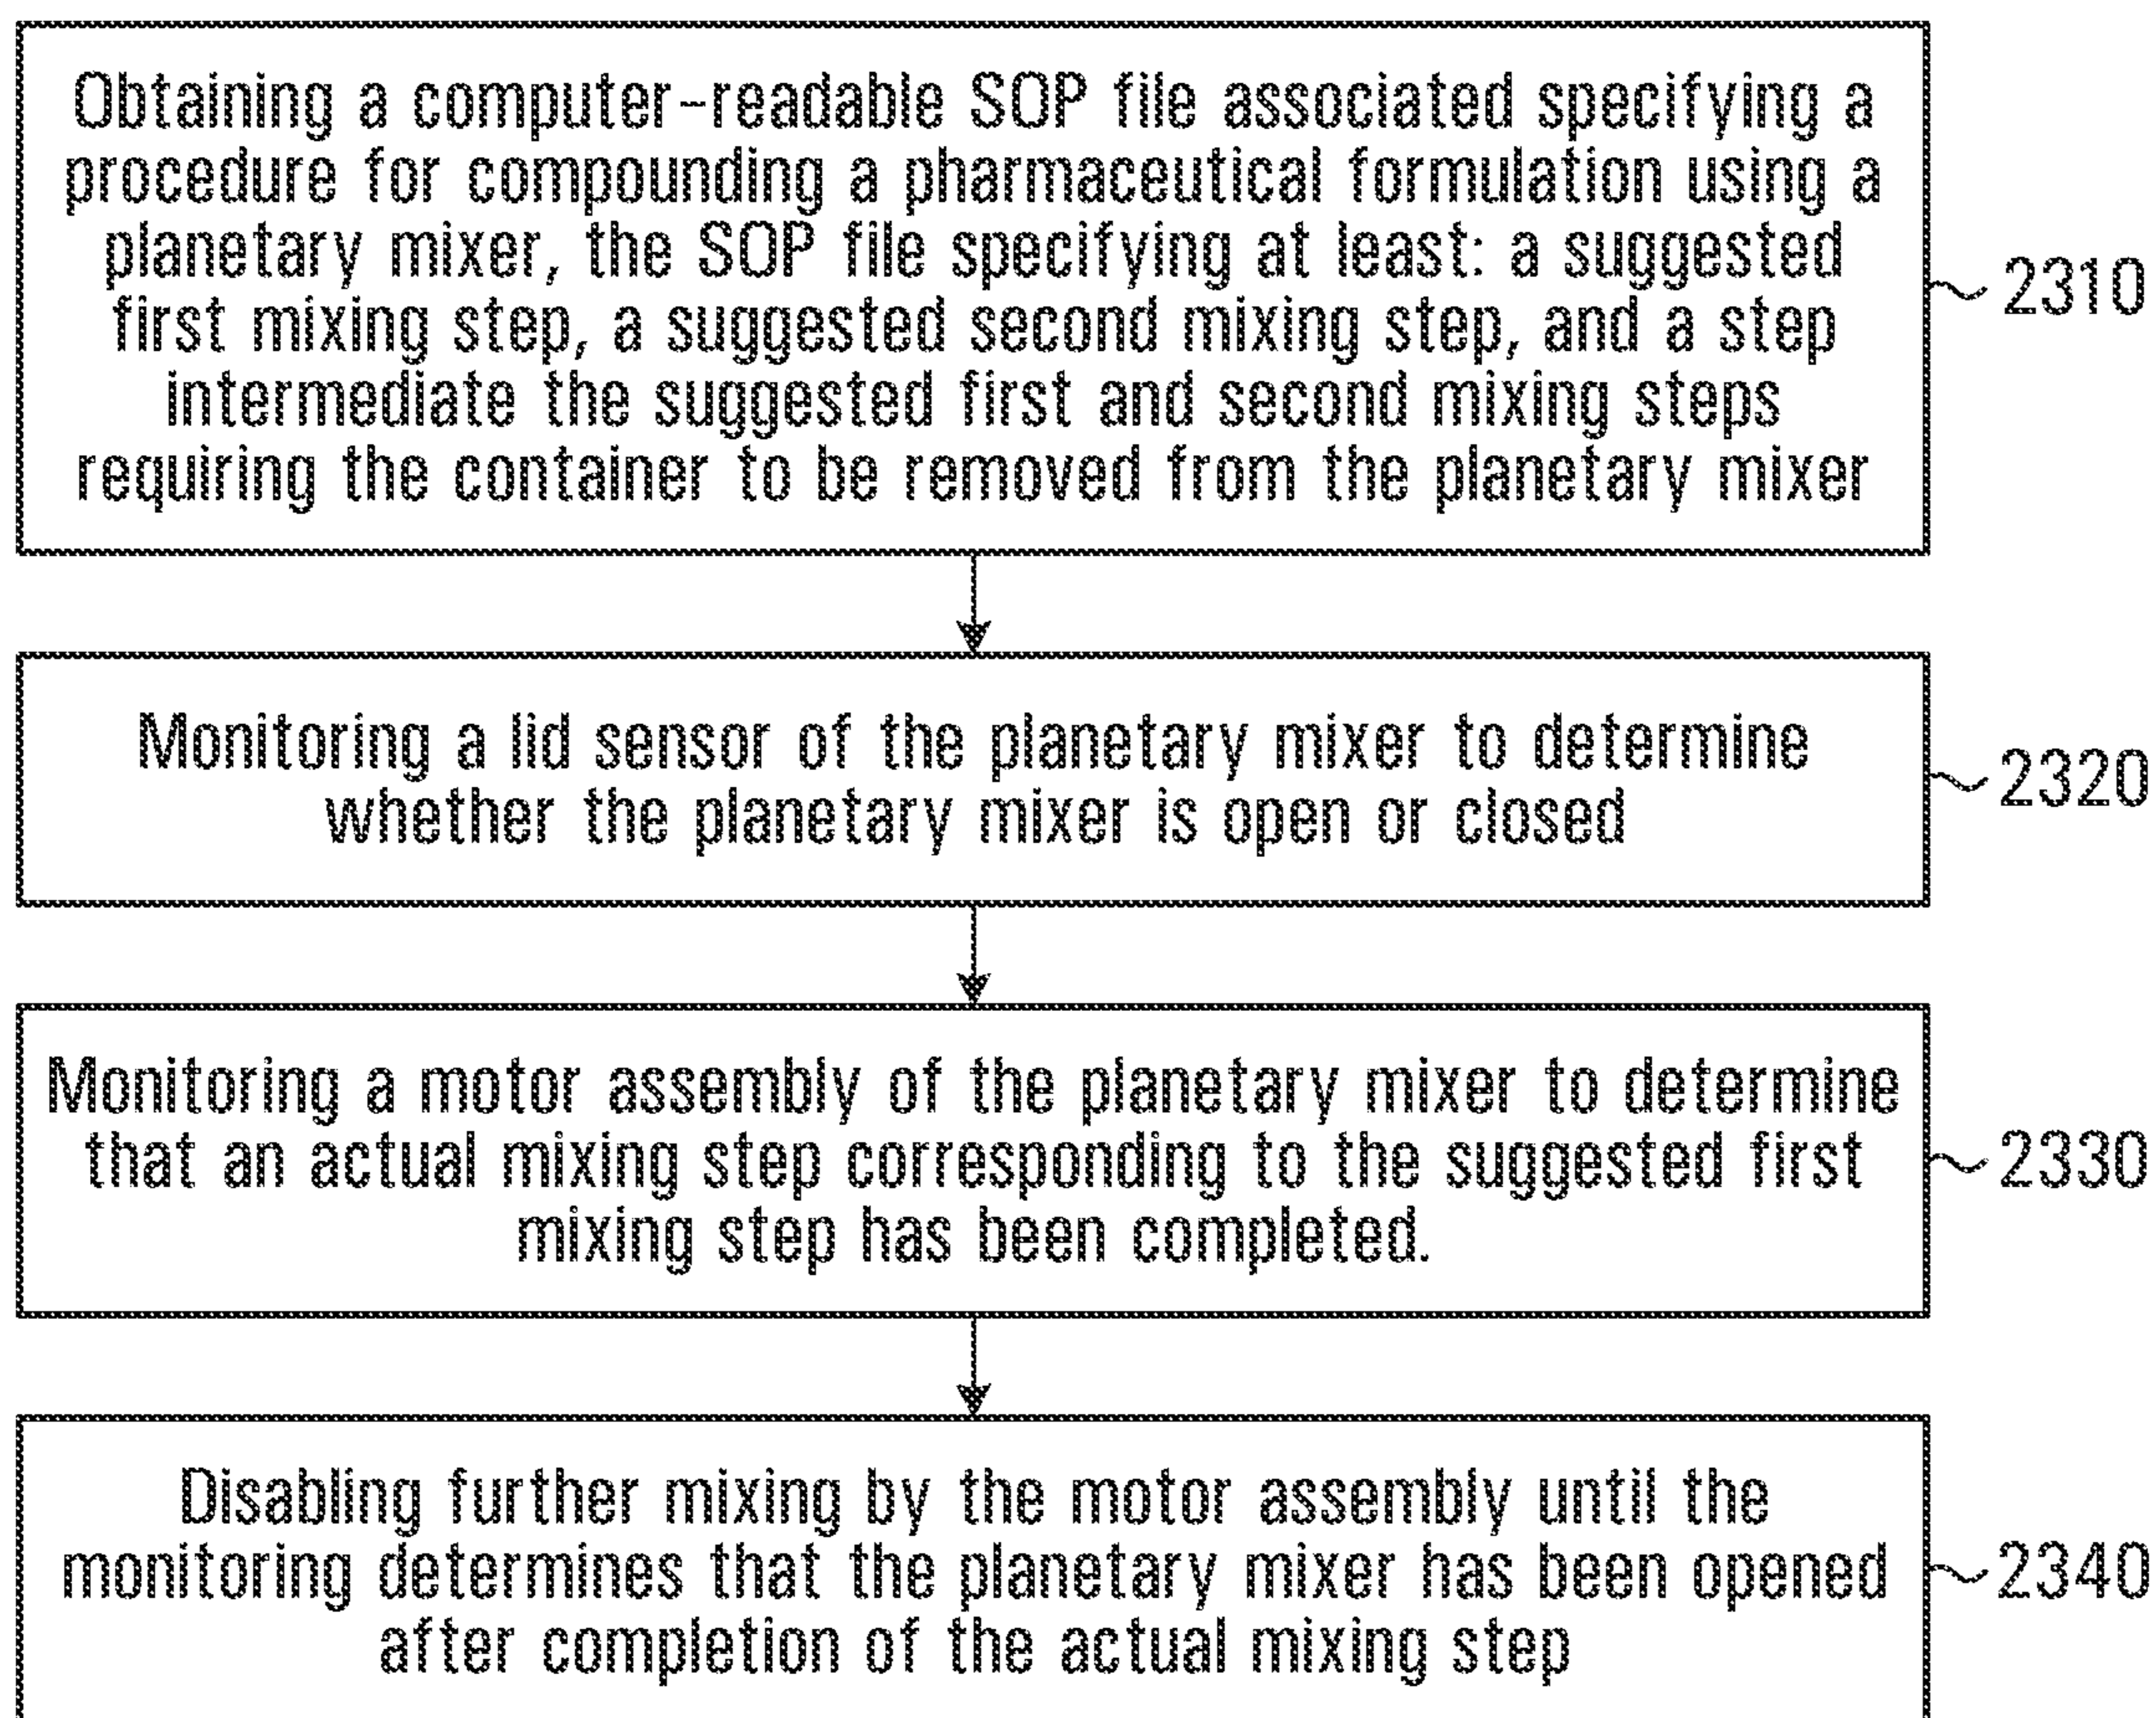 Obtaining a computer-readable SOP file associated specifying a
procedure for compounding a pharmaceutical formulation using a
planetary mixer, the SOP file specifying at least: a suggested
first mixing step, a suggested second mixing step, and a step
intermediate the suggested first and second mixing steps
requiring the container to be removed from the planetary mixer
2310
Monitoring a lid sensor of the planetary mixer to determine
whether the planetary mixer is open or closed
2320
Monitoring a motor assembly of the planetary mixer to determine
that an actual mixing step corresponding to the suggested first
mixing step has been completed.
2330
Disabling further mixing by the motor assembly until the
monitoring determines that the planetary mixer has been opened
after completion of the actual mixing step
2340